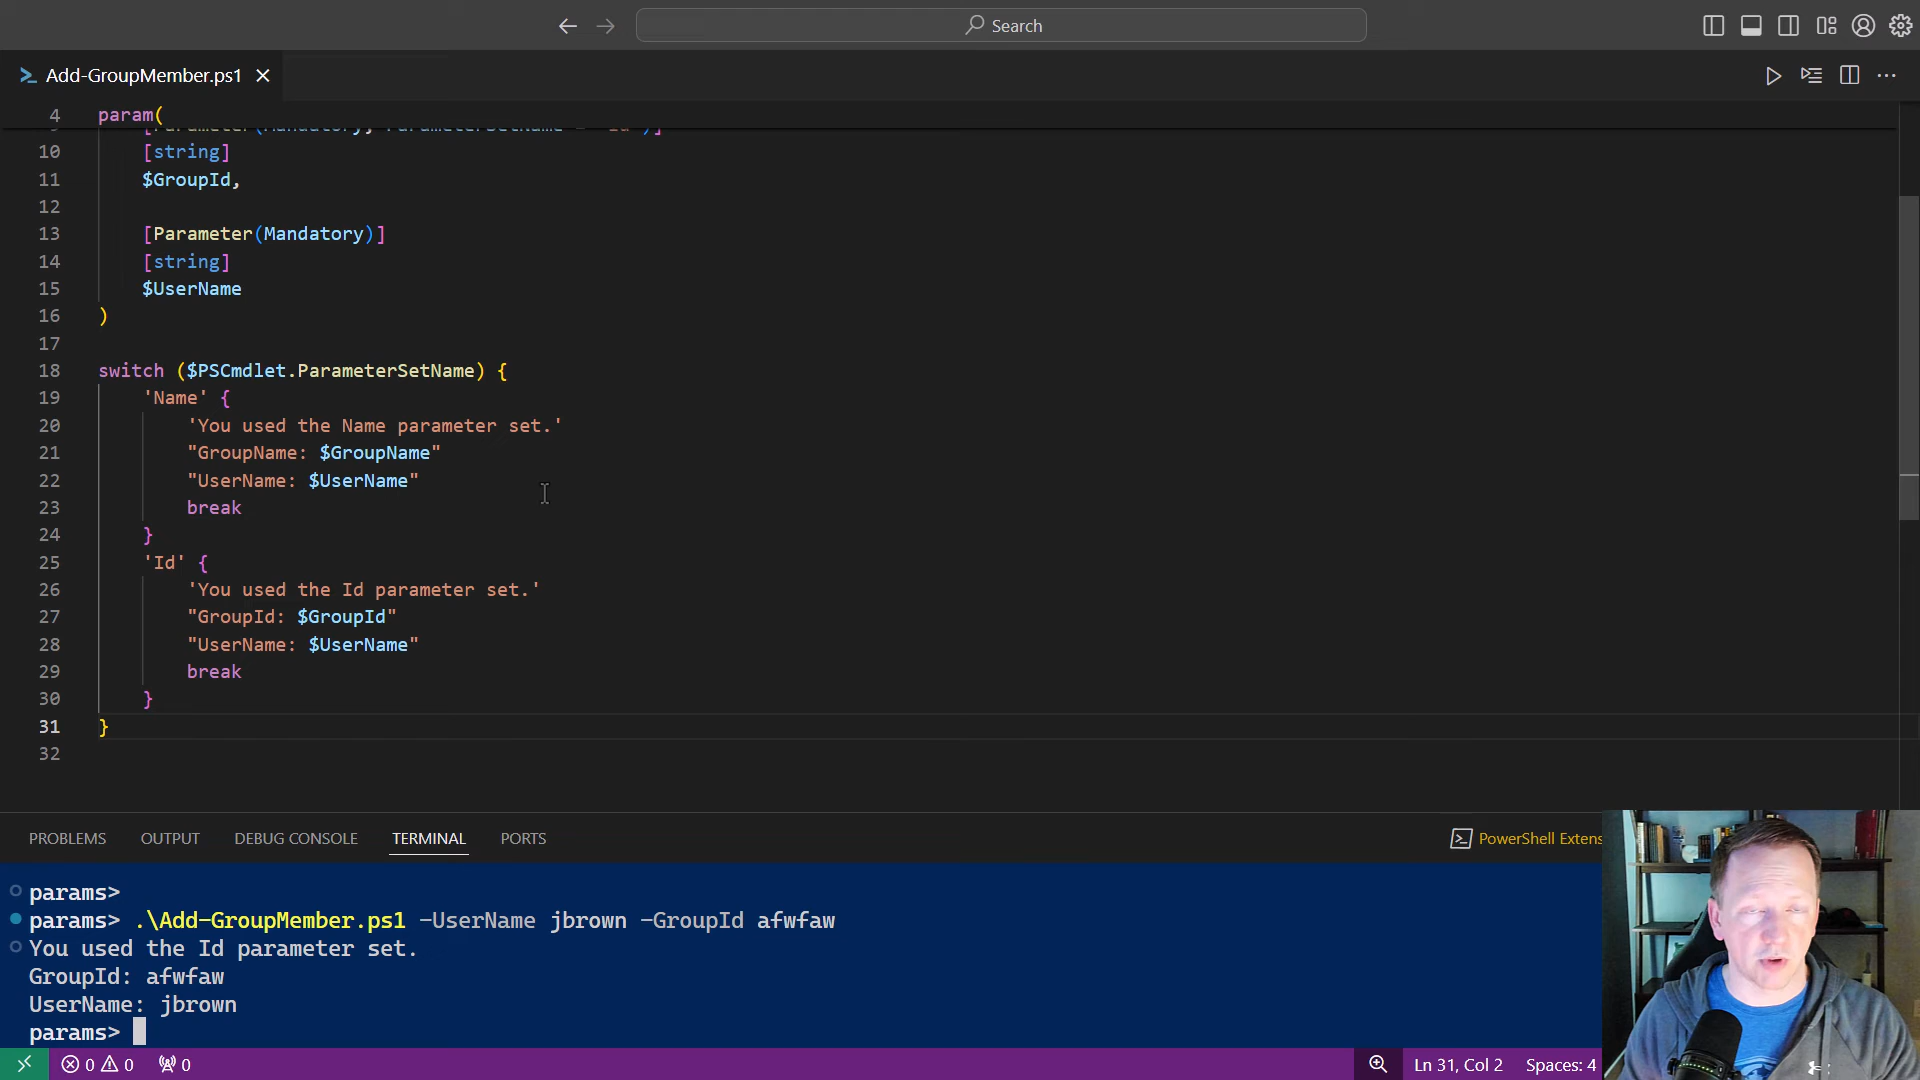 Search
Add-GroupMember.ps1
4 param(
10 [string]
11 $GroupId,
12
13 [Parameter(Mandatory)]
14 [string]
15 $UserName
16 )
17
18 switch ($PSCmdlet.ParameterSetName) {
19 'Name' {
20 'You used the Name parameter set.'
21 "GroupName: $GroupName"
22 "UserName: $UserName"
23 break
24 }
25 'Id' {
26 'You used the Id parameter set.'
27 "GroupId: $GroupId"
28 "UserName: $UserName"
29 break
30 }
31 }
32
PROBLEMS OUTPUT DEBUG CONSOLE TERMINAL PORTS PowerShell Extens
params>
params> .\Add-GroupMember.ps1 -UserName jbrown -GroupId afwfaw
You used the Id parameter set.
GroupId: afwfaw
UserName: jbrown
params>
0 0 0 Ln 31, Col 2 Spaces: 4